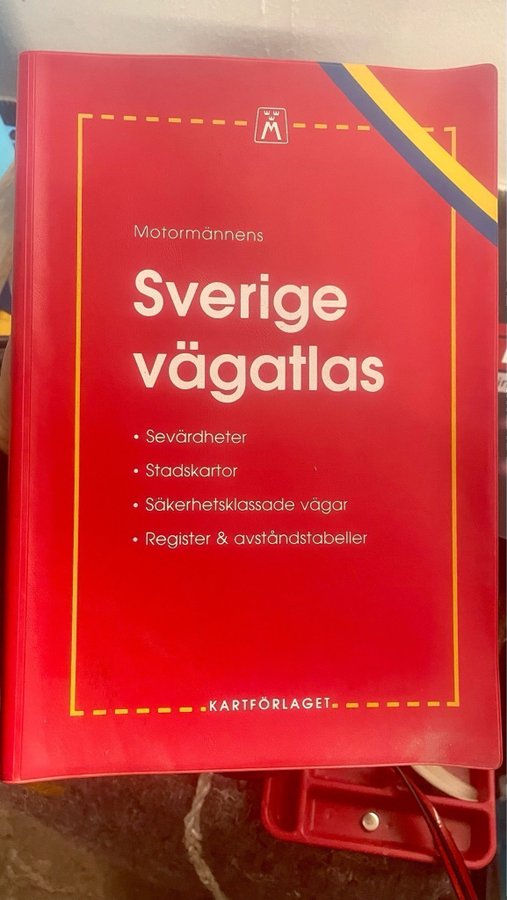 M
Motormännens
Sverige
vägatlas
• Sevärdheter
• Stadskartor
• Säkerhetsklassade vägar
• Register & avståndstabeller
KARTFÖRLAGET